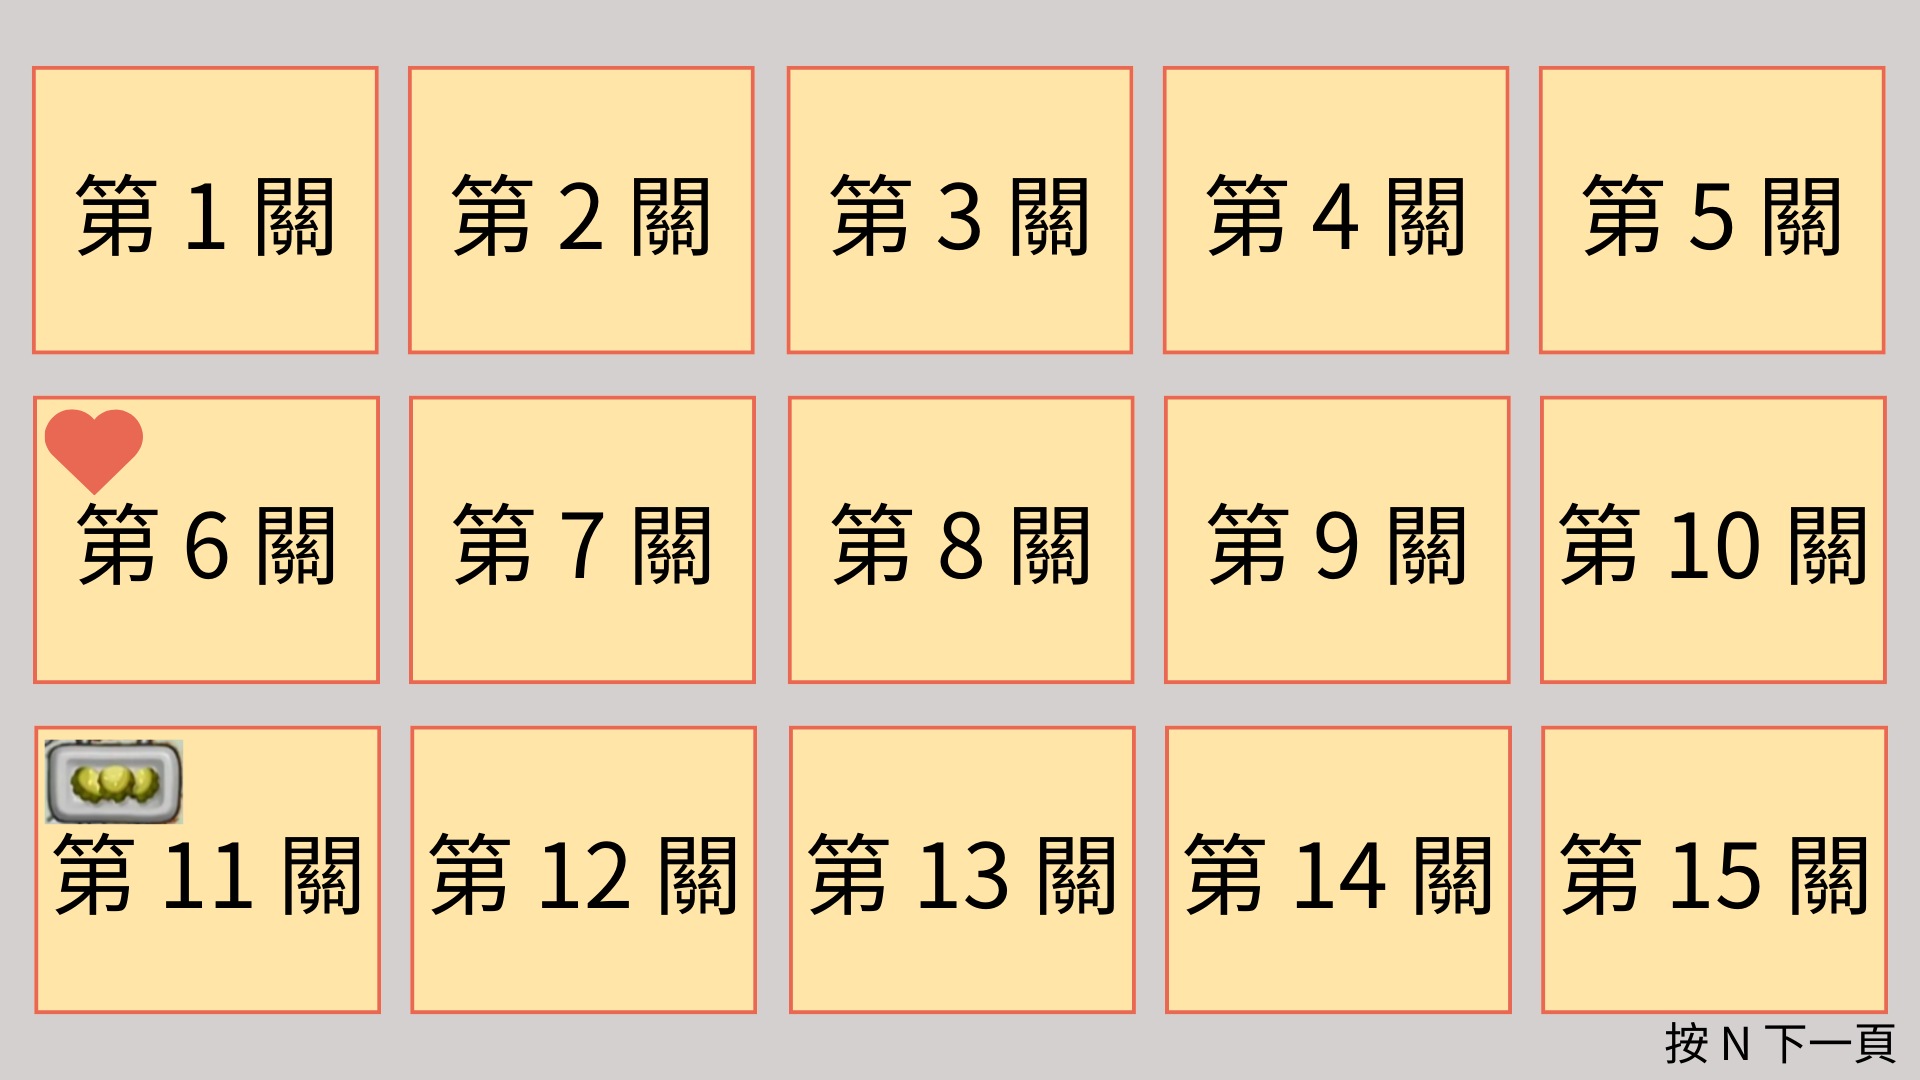 第 1 關
第 2 關
第 3 關
第 4 關
第 5 關
第 6 關
第 7 關
第 8 關
第 9 關
第 10 關
第 11 關
第 12 關
第 13 關
第 14 關
第 15 關
按 N 下一頁